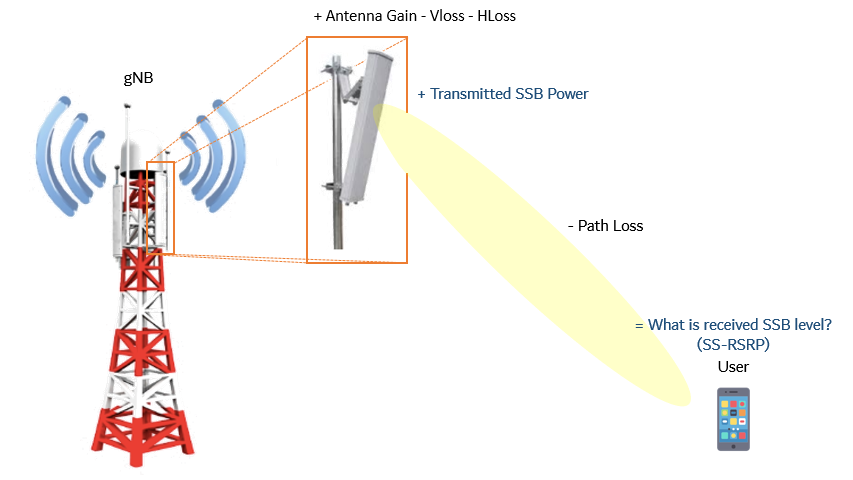 + Antenna Gain - Vloss - HLoss
gNB
+ Transmitted SSB Power
- Path Loss
= What is received SSB level?
(SS-RSRP)
User